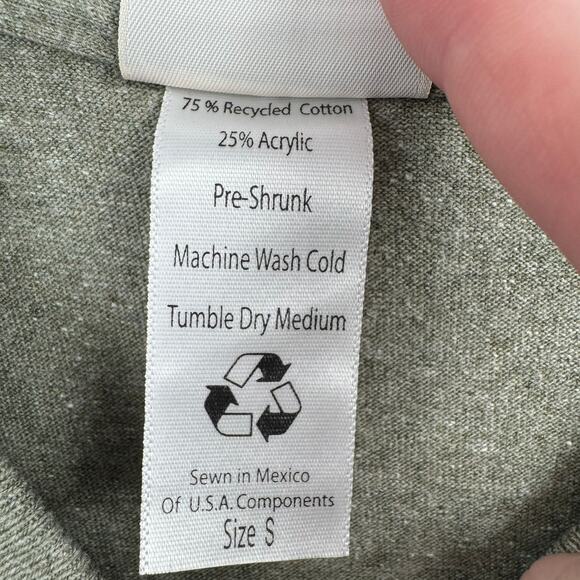 75 % Recycled Cotton
25% Acrylic
Pre-Shrunk
Machine Wash Cold
Tumble Dry Medium
Sewn in Mexico
Of U.S.A. Components
Size S